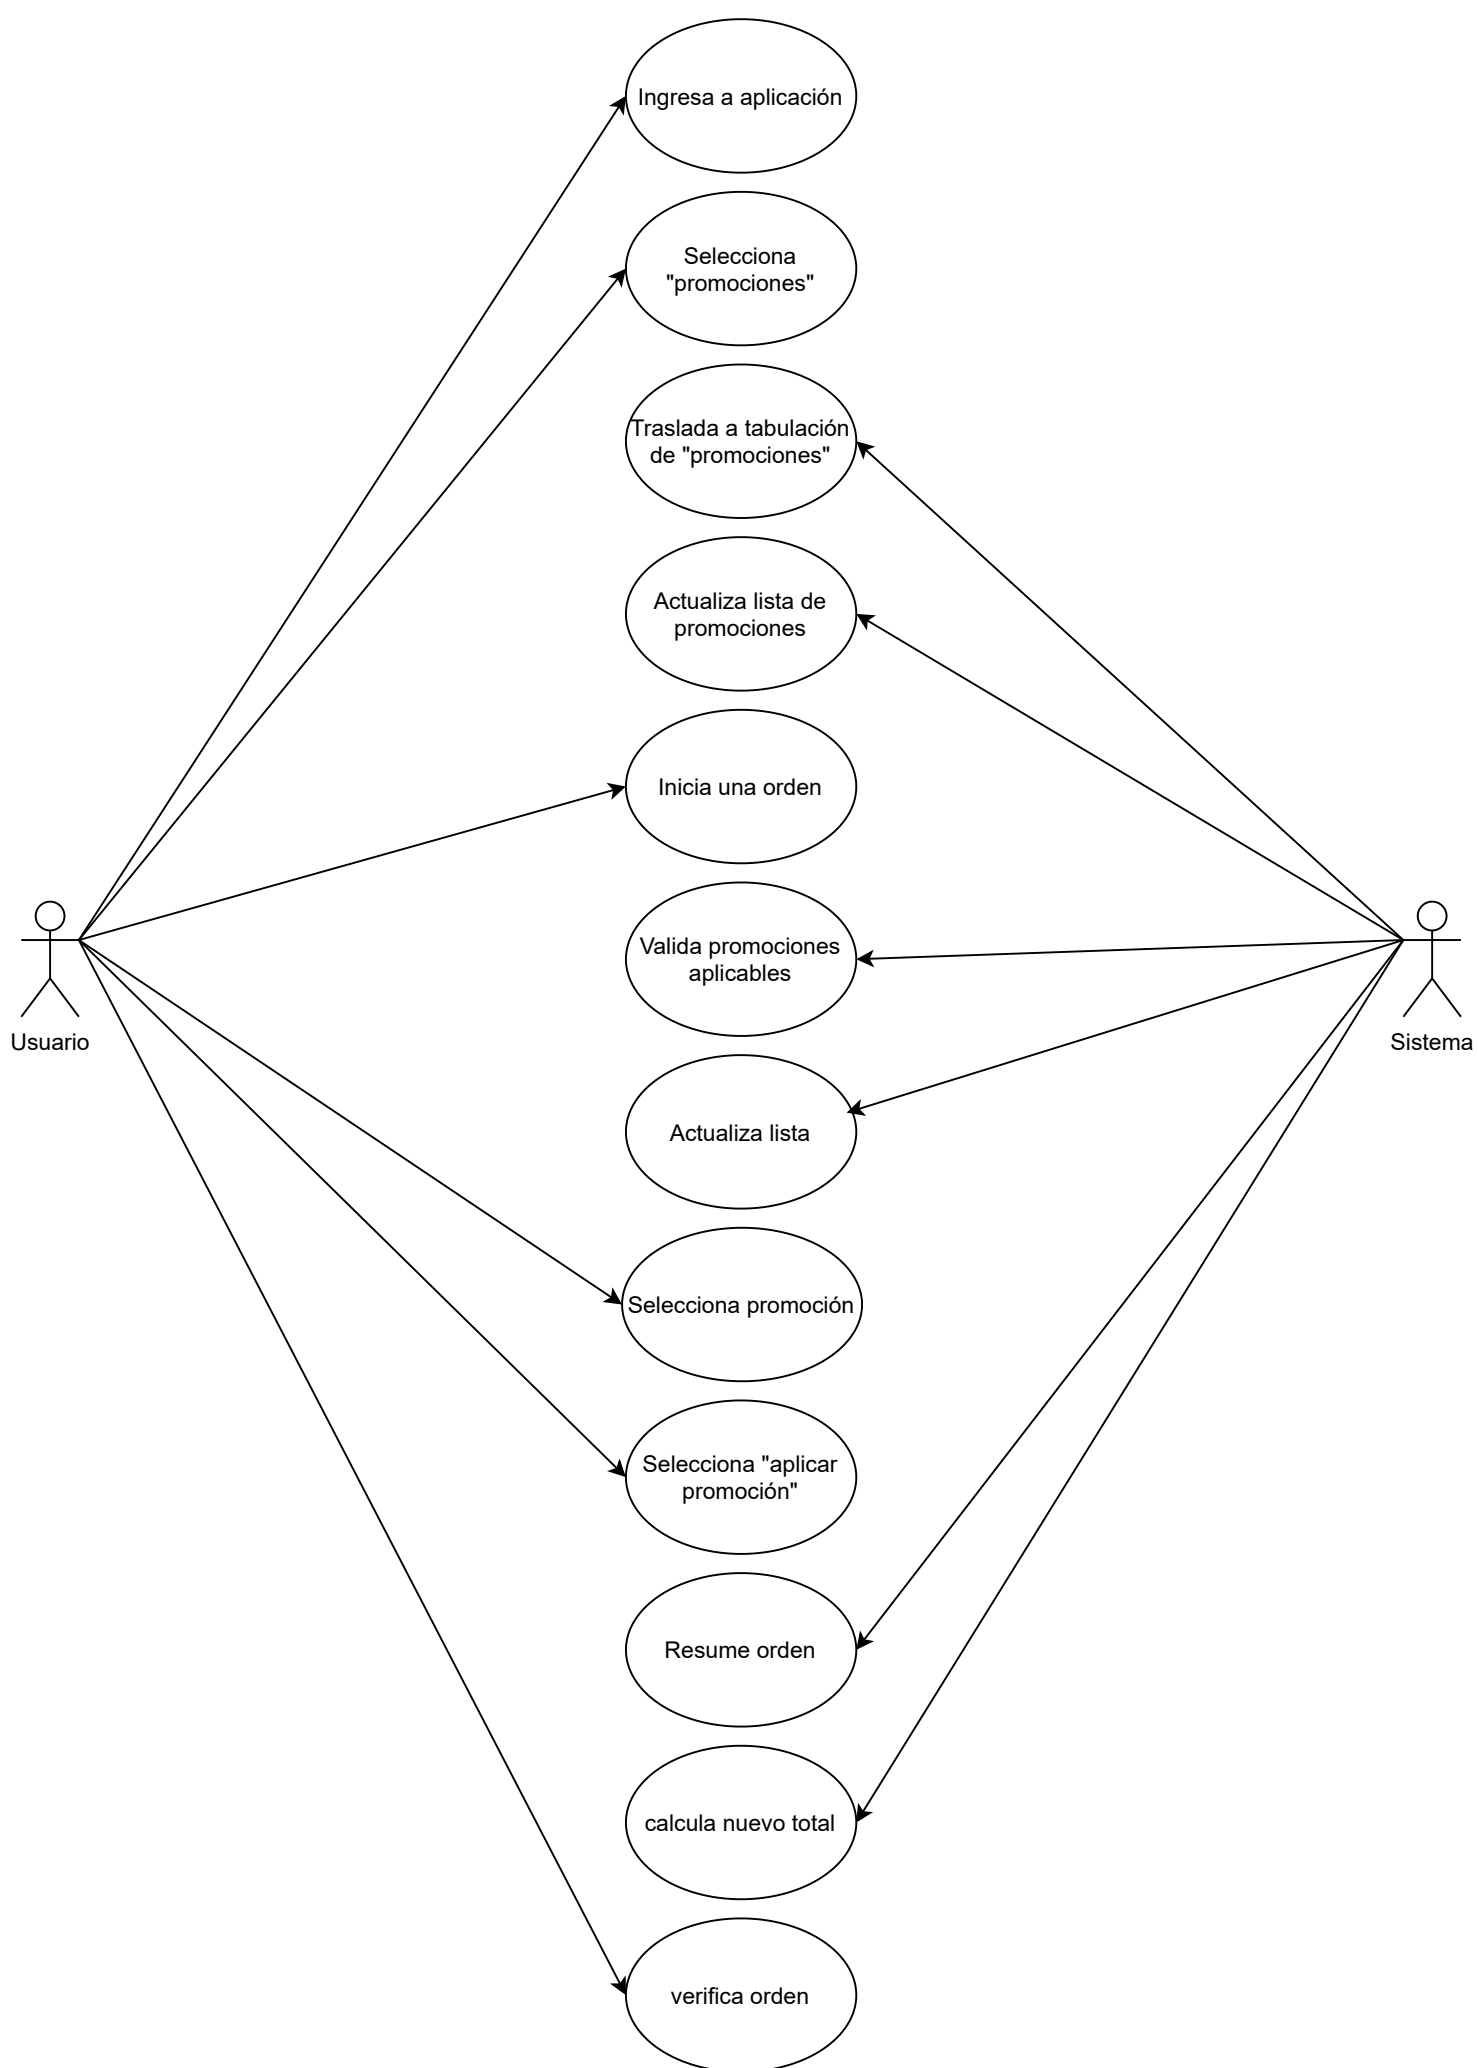 Ingresa a aplicación
Selecciona
"promociones"
Traslada a tabulación
de "promociones"
Actualiza lista de
promociones
Inicia una orden
Valida promociones
aplicables
Usuario
Sistema
Actualiza lista
Selecciona promoción
Selecciona "aplicar
promoción"
Resume orden
calcula nuevo total
verifica orden